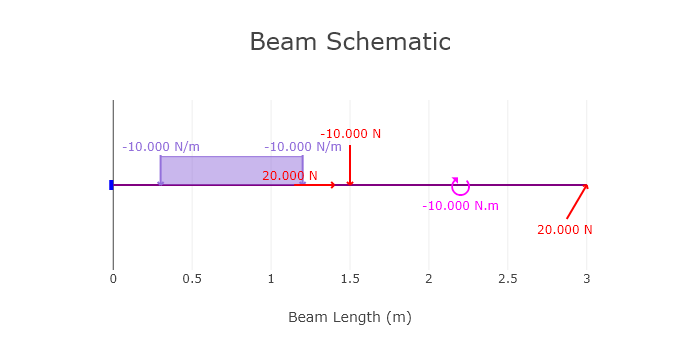 Beam Schematic
-10.000 N
-10.000 N/m
-10.000 N/m
20.000 N
-10.000 N.m
20.000 N
0
0.5
1
1.5
2
2.5
3
Beam Length (m)